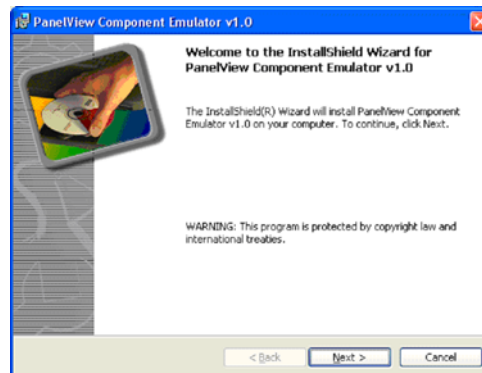 PanelView Component Emulator v1.0
Welcome to the InstallShield Wizard for
PanelView Component Emulator v1.0
The InstallShield(R) Wizard will install PanelView Component
Emulator v1.0 on your computer. To continue, click Next.
WARNING: This program is protected by copyright law and
international treaties.
< Back
Next >
Cancel